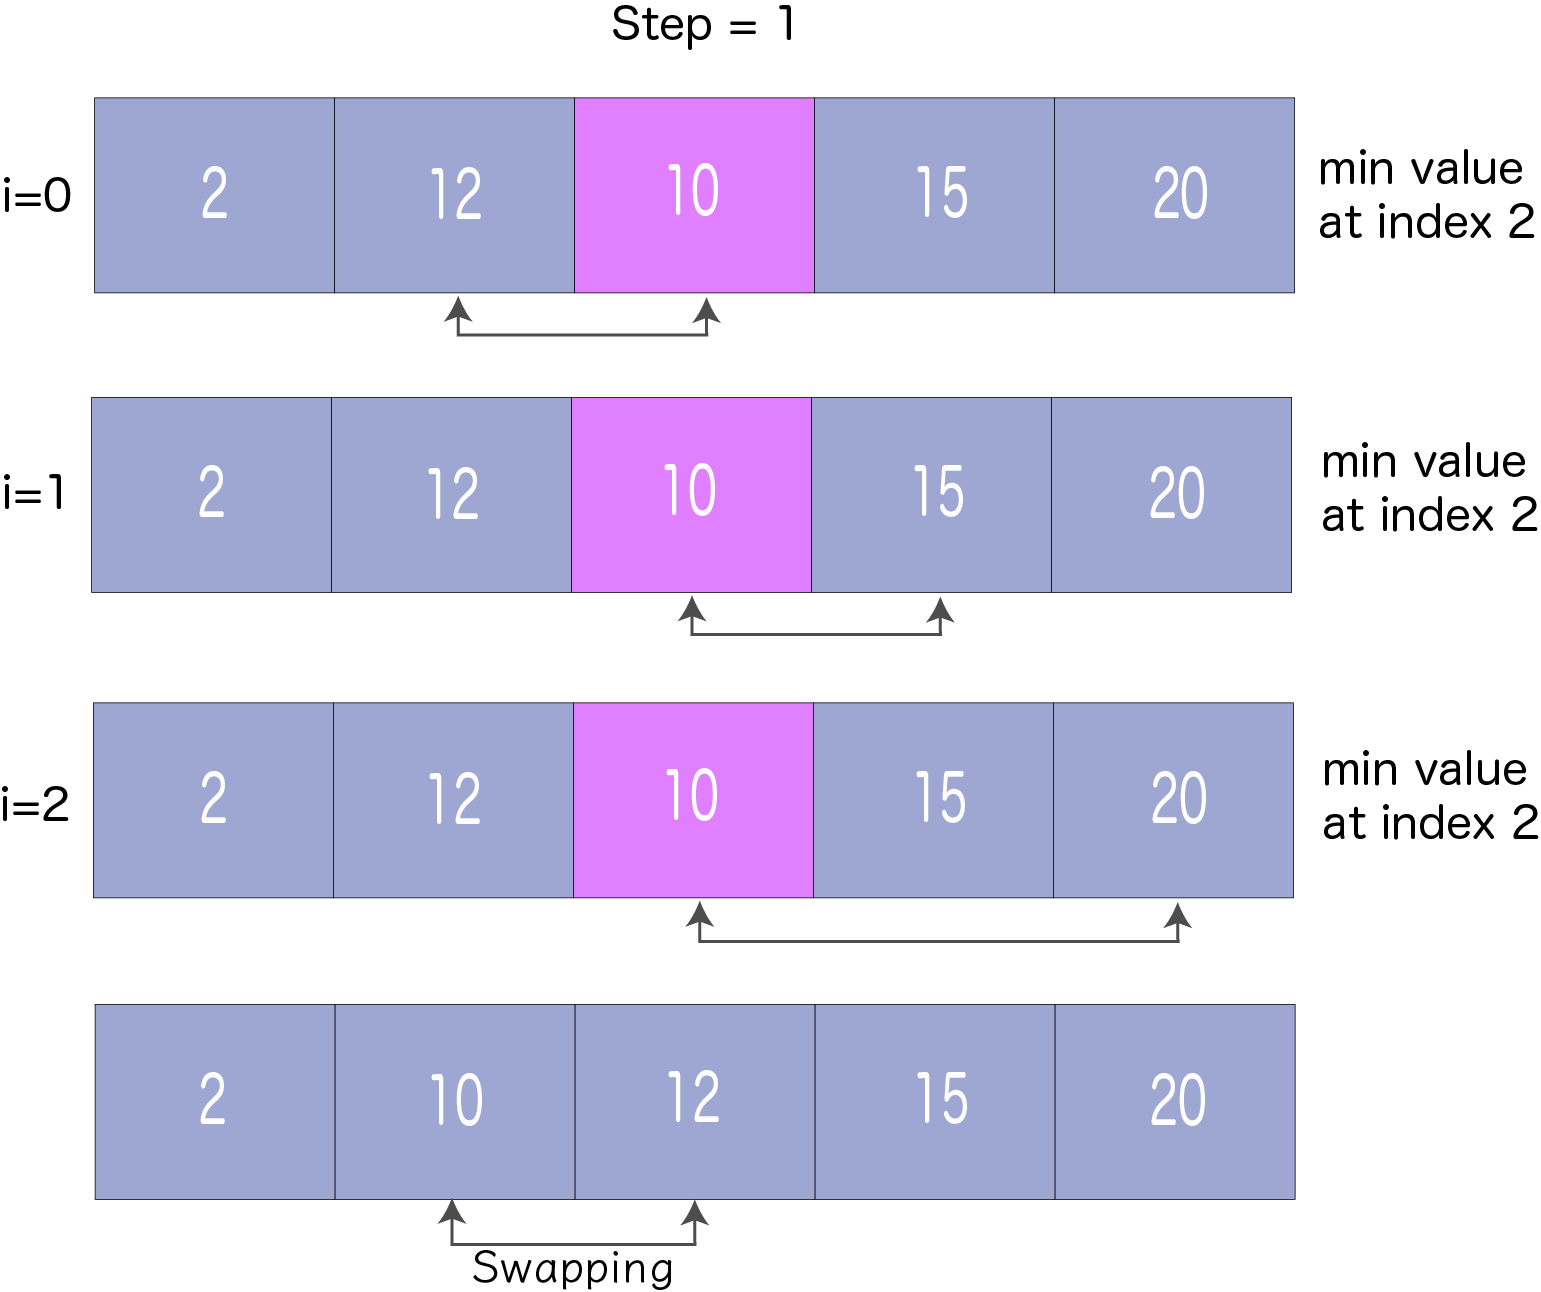 Step = 1
i=0
2 12 10 15 20
min value
at index 2
i=1
2 12 10 15 20
min value
at index 2
i=2
2 12 10 15 20
min value
at index 2
2 10 12 15 20
Swapping